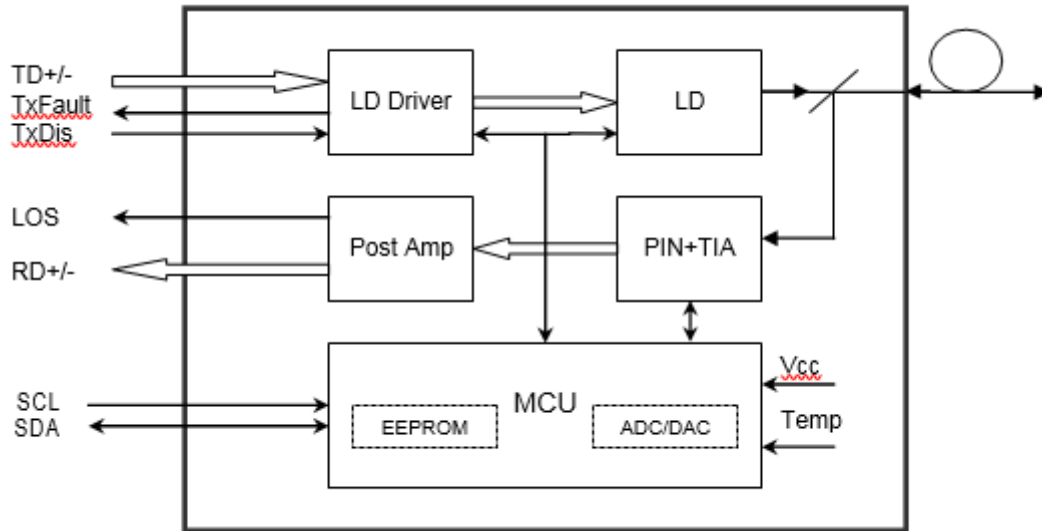 TD+/-
TxFault
TxDis
LD Driver
LD
LOS
RD+/-
Post Amp
PIN+TIA
SCL
SDA
MCU
EEPROM
ADC/DAC
Vcc
Temp